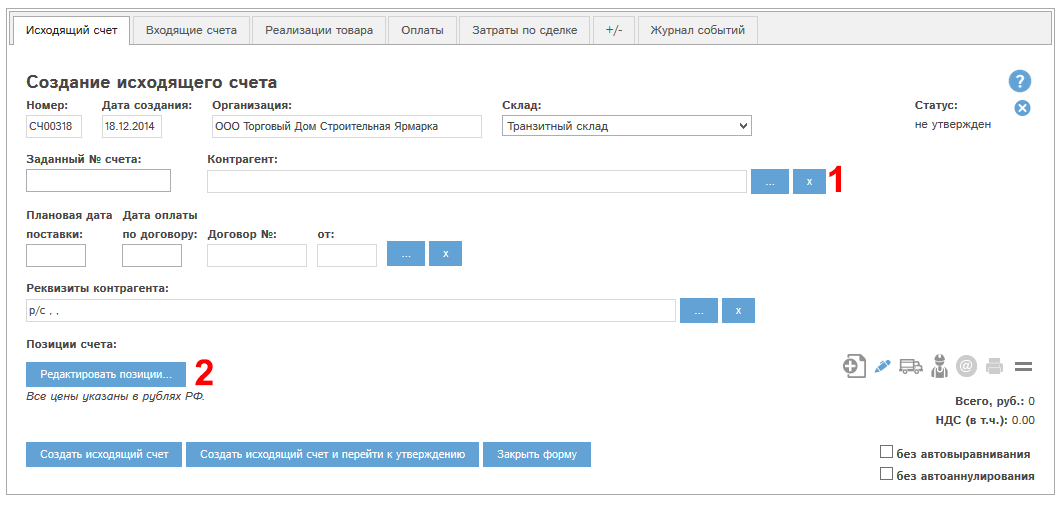 Исходящий счет Входящие счета Реализации товара Оплаты Затраты по сделке +/- Журнал событий
Создание исходящего счета ?
Номер: Дата создания: Организация: Склад: Статус: x
СЧ00318 18.12.2014 ООО Торговый Дом Строительная Ярмарка Транзитный склад не утвержден
Заданный № счета: Контрагент:
... x 1
Плановая дата Дата оплаты
поставки: по договору: Договор №: от:
... x
Реквизиты контрагента:
р/с , , ... x
Позиции счета:
Редактировать позиции... 2 @
Все цены указаны в рублях РФ.
Всего, руб.: 0
НДС (в т.ч.): 0.00
Создать исходящий счет Создать исходящий счет и перейти к утверждению Закрыть форму
без автовыравнивания
без автоаннулирования